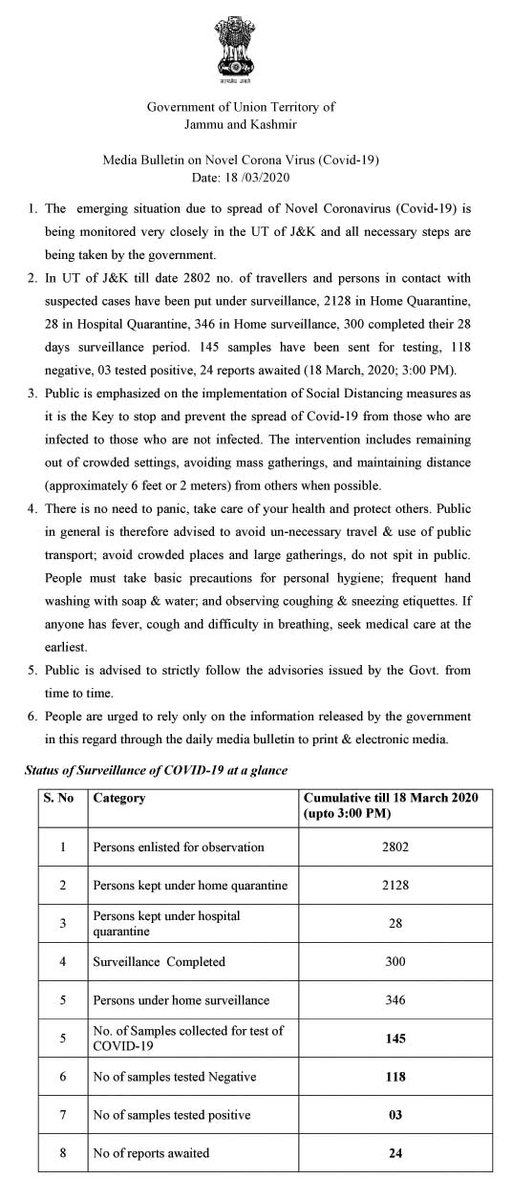 सत्यमेव जयते
Government of Union Territory of
Jammu and Kashmir
Media Bulletin on Novel Corona Virus (Covid-19)
Date: 18 /03/2020
1. The emerging situation due to spread of Novel Coronavirus (Covid-19) is
being monitored very closely in the UT of J&K and all necessary steps are
being taken by the government.
2. In UT of J&K till date 2802 no. of travellers and persons in contact with
suspected cases have been put under surveillance, 2128 in Home Quarantine,
28 in Hospital Quarantine, 346 in Home surveillance, 300 completed their 28
days surveillance period. 145 samples have been sent for testing, 118
negative, 03 tested positive, 24 reports awaited (18 March, 2020; 3:00 PM).
3. Public is emphasized on the implementation of Social Distancing measures as
it is the Key to stop and prevent the spread of Covid-19 from those who are
infected to those who are not infected. The intervention includes remaining
out of crowded settings, avoiding mass gatherings, and maintaining distance
(approximately 6 feet or 2 meters) from others when possible.
4. There is no need to panic, take care of your health and protect others. Public
in general is therefore advised to avoid un-necessary travel & use of public
transport; avoid crowded places and large gatherings, do not spit in public.
People must take basic precautions for personal hygiene; frequent hand
washing with soap & water; and observing coughing & sneezing etiquettes. If
anyone has fever, cough and difficulty in breathing, seek medical care at the
earliest.
5. Public is advised to strictly follow the advisories issued by the Govt. from
time to time.
6. People are urged to rely only on the information released by the government
in this regard through the daily media bulletin to print & electronic media.
Status of Surveillance of COVID-19 at a glance
S. No Category Cumulative till 18 March 2020
(upto 3:00 PM)
1 Persons enlisted for observation 2802
2 Persons kept under home quarantine 2128
3 Persons kept under hospital
quarantine 28
4 Surveillance Completed 300
5 Persons under home surveillance 346
5 No. of Samples collected for test of
COVID-19 145
6 No of samples tested Negative 118
7 No of samples tested positive 03
8 No of reports awaited 24